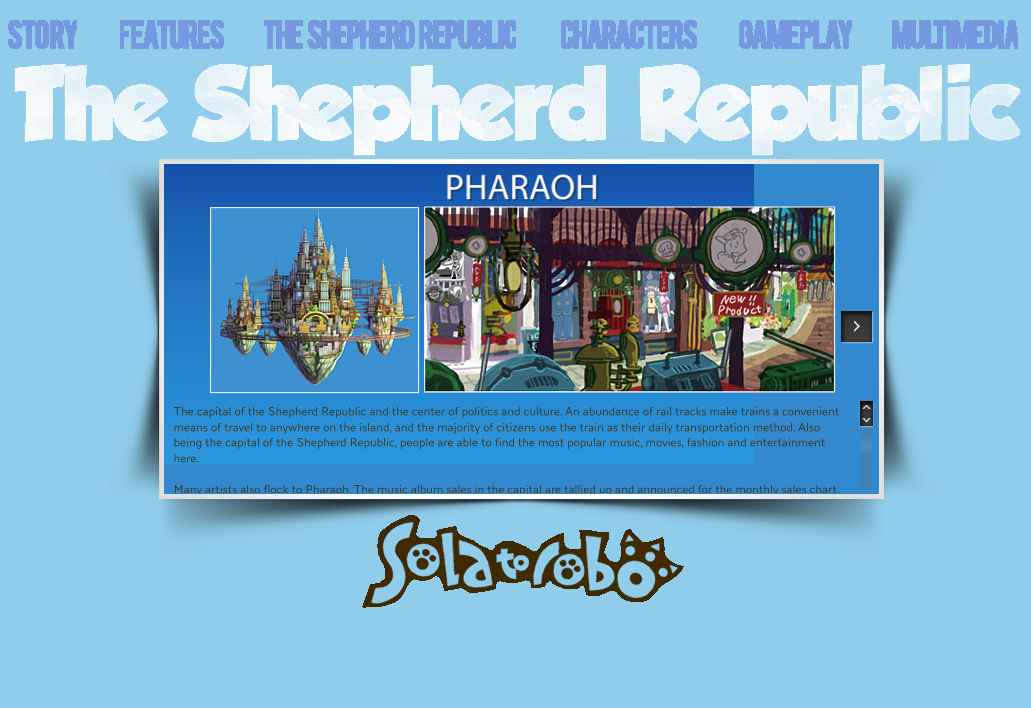 STORY FEATURES THE SHEPHERD REPUBLIC CHARACTERS GAMEPLAY MULTIMEDIA
The Shepherd Republic
PHARAOH
New!!
Product
The capital of the Shepherd Republic and the center of politics and culture. An abundance of rail tracks make trains a convenient
means of travel to anywhere on the island, and the majority of citizens use the train as their daily transportation method. Also
being the capital of the Shepherd Republic, people are able to find the most popular music, movies, fashion and entertainment
here.
Many artists also flock to Pharaoh. The music album sales in the capital are tallied up and announced for the monthly sales chart.
Solatorobo